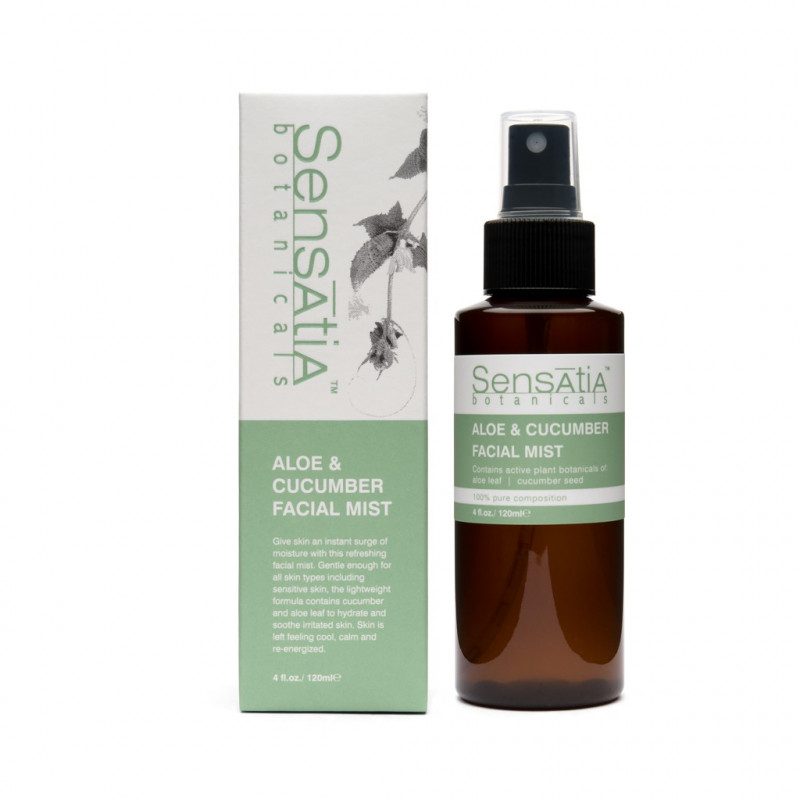 SensAtiA™
botanicals
ALOE &
CUCUMBER
FACIAL MIST
Give skin an instant surge of
moisture with this refreshing
facial mist. Gentle enough for
all skin types including
sensitive skin, the lightweight
formula contains cucumber
and aloe leaf to hydrate and
soothe irritated skin. Skin is
left feeling cool, calm and
re-energized.
4 fl.oz./ 120ml℮
SensĀtiA™
botanicals
ALOE & CUCUMBER
FACIAL MIST
Contains active plant botanicals of
aloe leaf | cucumber seed
100% pure composition
4 fl.oz./ 120ml℮